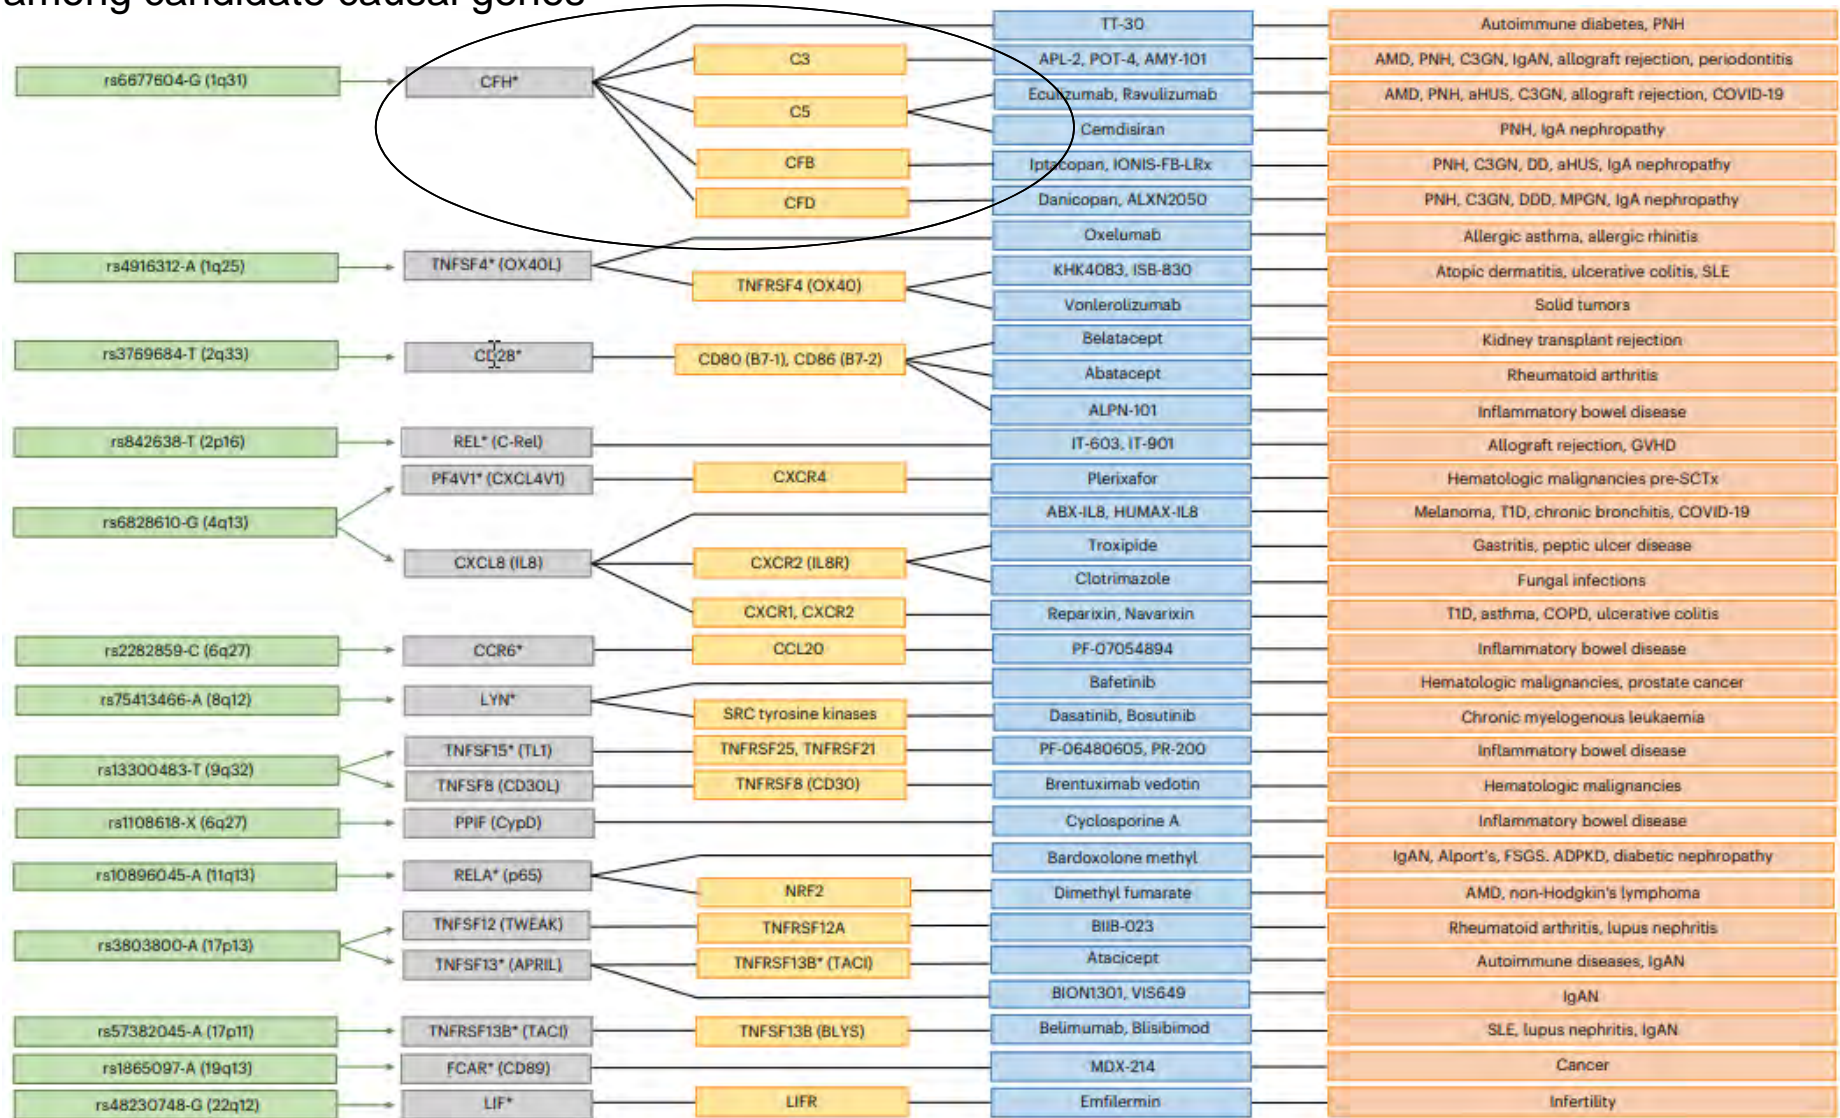 among candidate causal genes
TT-30
Autoimmune diabetes, PNH
rs6677604-G (1q31)
CFH*
C3
APL-2, POT-4, AMY-101
AMD, PNH, C3GN, IgAN, allograft rejection, periodontitis
C5
Eculizumab, Ravulizumab
AMD, PNH, aHUS, C3GN, allograft rejection, COVID-19
Cemdisiran
PNH, IgA nephropathy
CFB
Iptacopan, IONIS-FB-LRx
PNH, C3GN, DD, aHUS, IgA nephropathy
CFD
Danicopan, ALXN2050
PNH, C3GN, DDD, MPGN, IgA nephropathy
rs4916312-A (1q25)
TNFSF4* (OX40L)
Oxelumab
Allergic asthma, allergic rhinitis
TNFRSF4 (OX40)
KHK4083, ISB-830
Atopic dermatitis, ulcerative colitis, SLE
Vonlerolizumab
Solid tumors
rs3769684-T (2q33)
CD28*
CD80 (B7-1), CD86 (B7-2)
Belatacept
Kidney transplant rejection
Abatacept
Rheumatoid arthritis
ALPN-101
Inflammatory bowel disease
rs842638-T (2p16)
REL* (C-Rel)
IT-603, IT-901
Allograft rejection, GVHD
rs6828610-G (4q13)
PF4V1* (CXCL4V1)
CXCR4
Plerixafor
Hematologic malignancies pre-SCTx
CXCL8 (IL8)
ABX-IL8, HUMAX-IL8
Melanoma, T1D, chronic bronchitis, COVID-19
CXCR2 (IL8R)
Troxipide
Gastritis, peptic ulcer disease
Clotrimazole
Fungal infections
CXCR1, CXCR2
Reparixin, Navarixin
T1D, asthma, COPD, ulcerative colitis
rs2282859-C (6q27)
CCR6*
CCL20
PF-07054894
Inflammatory bowel disease
rs75413466-A (8q12)
LYN*
Bafetinib
Hematologic malignancies, prostate cancer
SRC tyrosine kinases
Dasatinib, Bosutinib
Chronic myelogenous leukaemia
rs13300483-T (9q32)
TNFSF15* (TL1)
TNFRSF25, TNFRSF21
PF-06480605, PR-200
Inflammatory bowel disease
TNFSF8 (CD30L)
TNFRSF8 (CD30)
Brentuximab vedotin
Hematologic malignancies
rs1108618-X (6q27)
PPIF (CypD)
Cyclosporine A
Inflammatory bowel disease
rs10896045-A (11q13)
RELA* (p65)
Bardoxolone methyl
IgAN, Alport's, FSGS. ADPKD, diabetic nephropathy
NRF2
Dimethyl fumarate
AMD, non-Hodgkin's lymphoma
rs3803800-A (17p13)
TNFSF12 (TWEAK)
TNFRSF12A
BIIB-023
Rheumatoid arthritis, lupus nephritis
TNFSF13* (APRIL)
TNFRSF13B* (TACI)
Atacicept
Autoimmune diseases, IgAN
BION1301, VIS649
IgAN
rs57382045-A (17p11)
TNFRSF13B* (TACI)
TNFSF13B (BLYS)
Belimumab, Blisibimod
SLE, lupus nephritis, IgAN
rs1865097-A (19q13)
FCAR* (CD89)
MDX-214
Cancer
rs48230748-G (22q12)
LIF*
LIFR
Emfilermin
Infertility